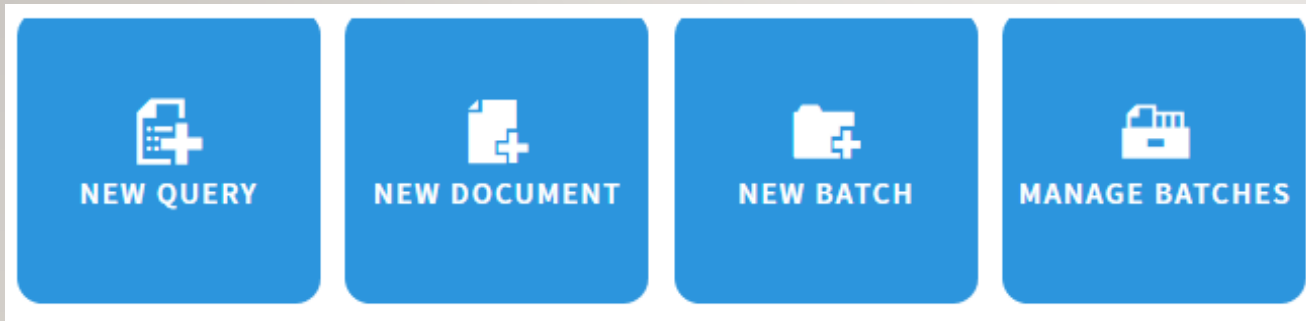 NEW QUERY
NEW DOCUMENT
NEW BATCH
MANAGE BATCHES